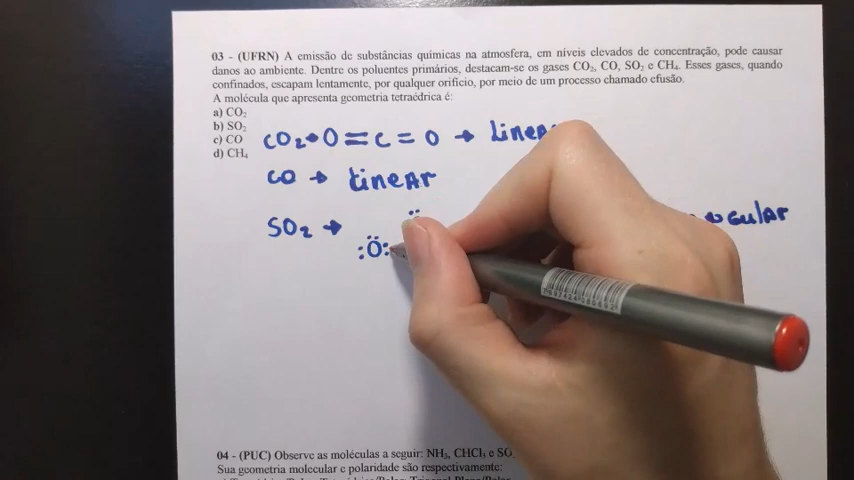 03 - (UFRN) A emissão de substâncias químicas na atmosfera, em níveis elevados de concentração, pode causar
danos ao ambiente. Dentre os poluentes primários, destacam-se os gases CO₂, CO, SO₂ e CH₄. Esses gases, quando
confinados, escapam lentamente, por qualquer orifício, por meio de um processo chamado efusão.
A molécula que apresenta geometria tetraédrica é:
a) CO₂
b) SO₂
c) CO
d) CH₄
CO₂ → O = C = O → Linear
CO → Linear
SO₂ → :Ö:
04 - (PUC) Observe as moléculas a seguir: NH₃, CHCl₃ e SO
Sua geometria molecular e polaridade são respectivamente: